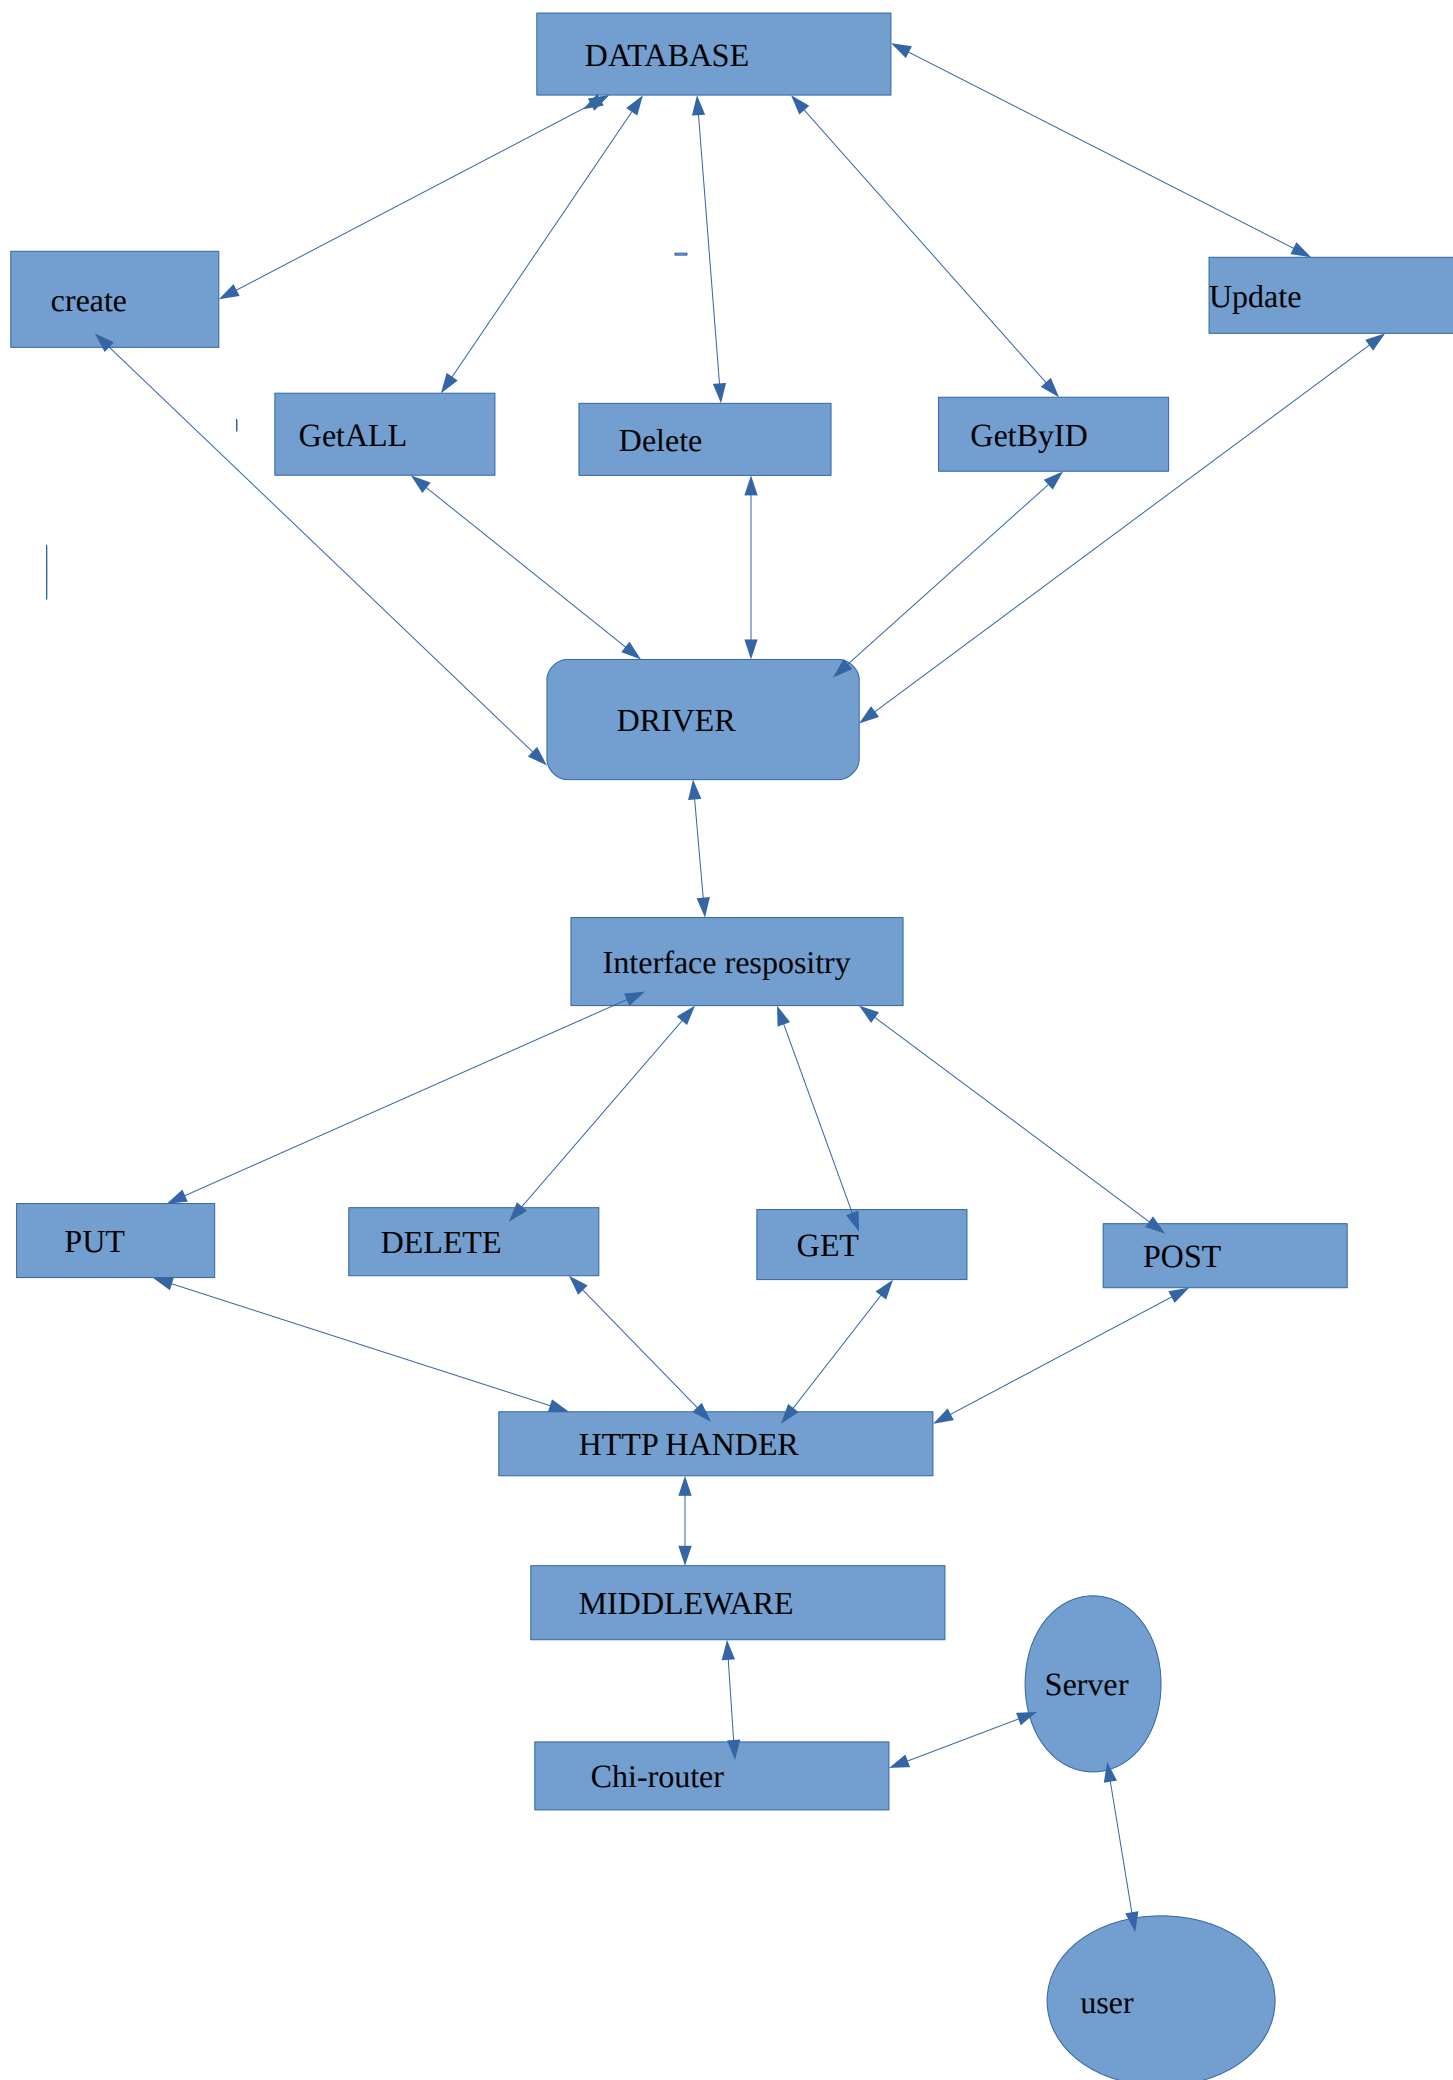 DATABASE
create
Update
GetALL
Delete
GetByID
DRIVER
Interface respositry
PUT
DELETE
GET
POST
HTTP HANDER
MIDDLEWARE
Server
Chi-router
user